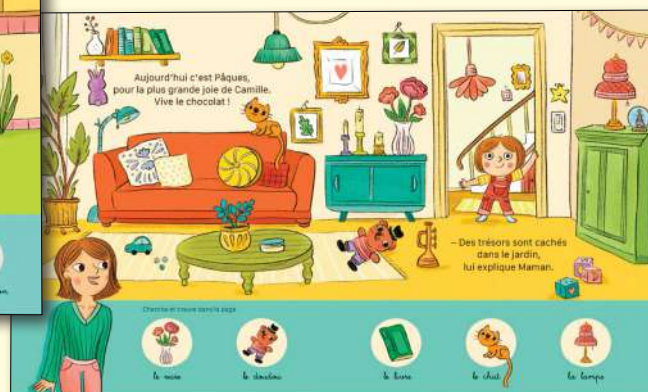 Aujourd'hui c'est Pâques,
pour la plus grande joie de Camille.
Vive le chocolat !
– Des trésors sont cachés
dans le jardin,
lui explique Maman.
Cherche et trouve dans la page
le vase
le doudou
le livre
le chat
la lampe